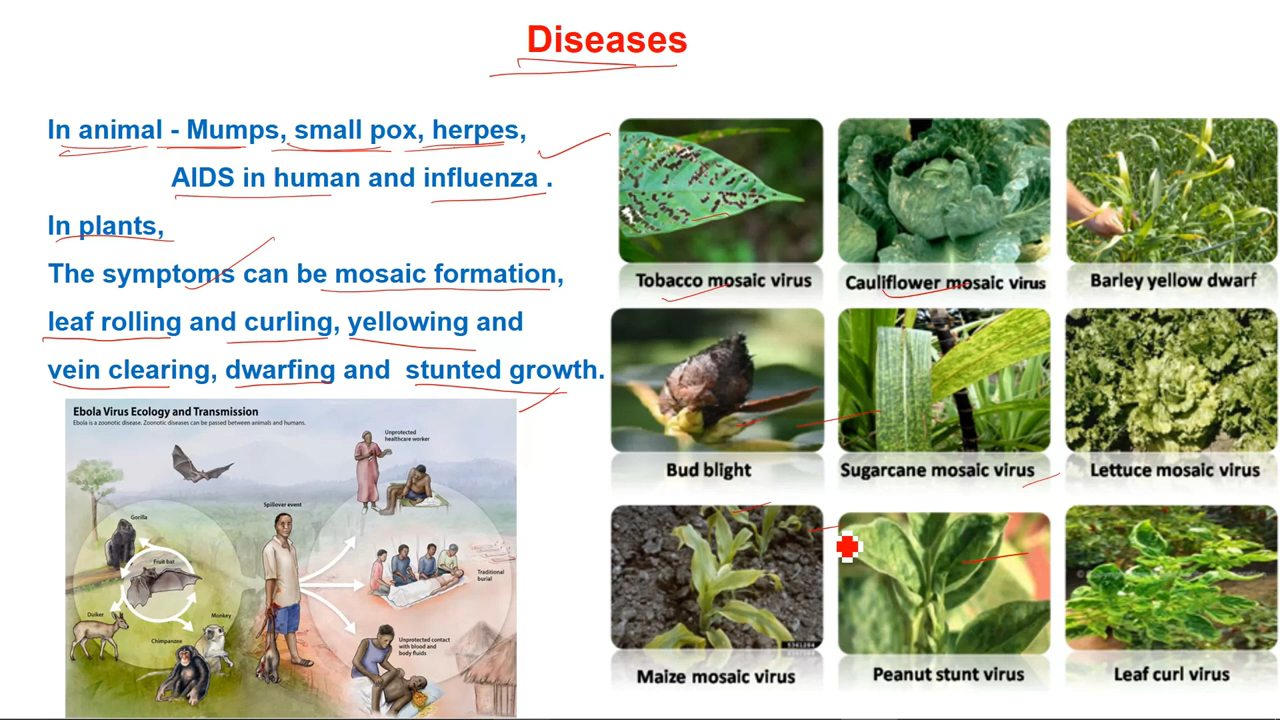 Diseases
In animal - Mumps, small pox, herpes,
AIDS in human and influenza .
In plants,
The symptoms can be mosaic formation,
leaf rolling and curling, yellowing and
vein clearing, dwarfing and stunted growth.
Ebola Virus Ecology and Transmission
Ebola is a zoonotic disease. Zoonotic diseases can be passed between animals and humans.
Unprotected
healthcare worker
Spillover event
Gorilla
Fruit bat
Traditional
burial
Duiker
Monkey
Chimpanzee
Unprotected contact
with blood and
body fluids
Tobacco mosaic virus
Cauliflower mosaic virus
Barley yellow dwarf
Bud blight
Sugarcane mosaic virus
Lettuce mosaic virus
Maize mosaic virus
Peanut stunt virus
Leaf curl virus